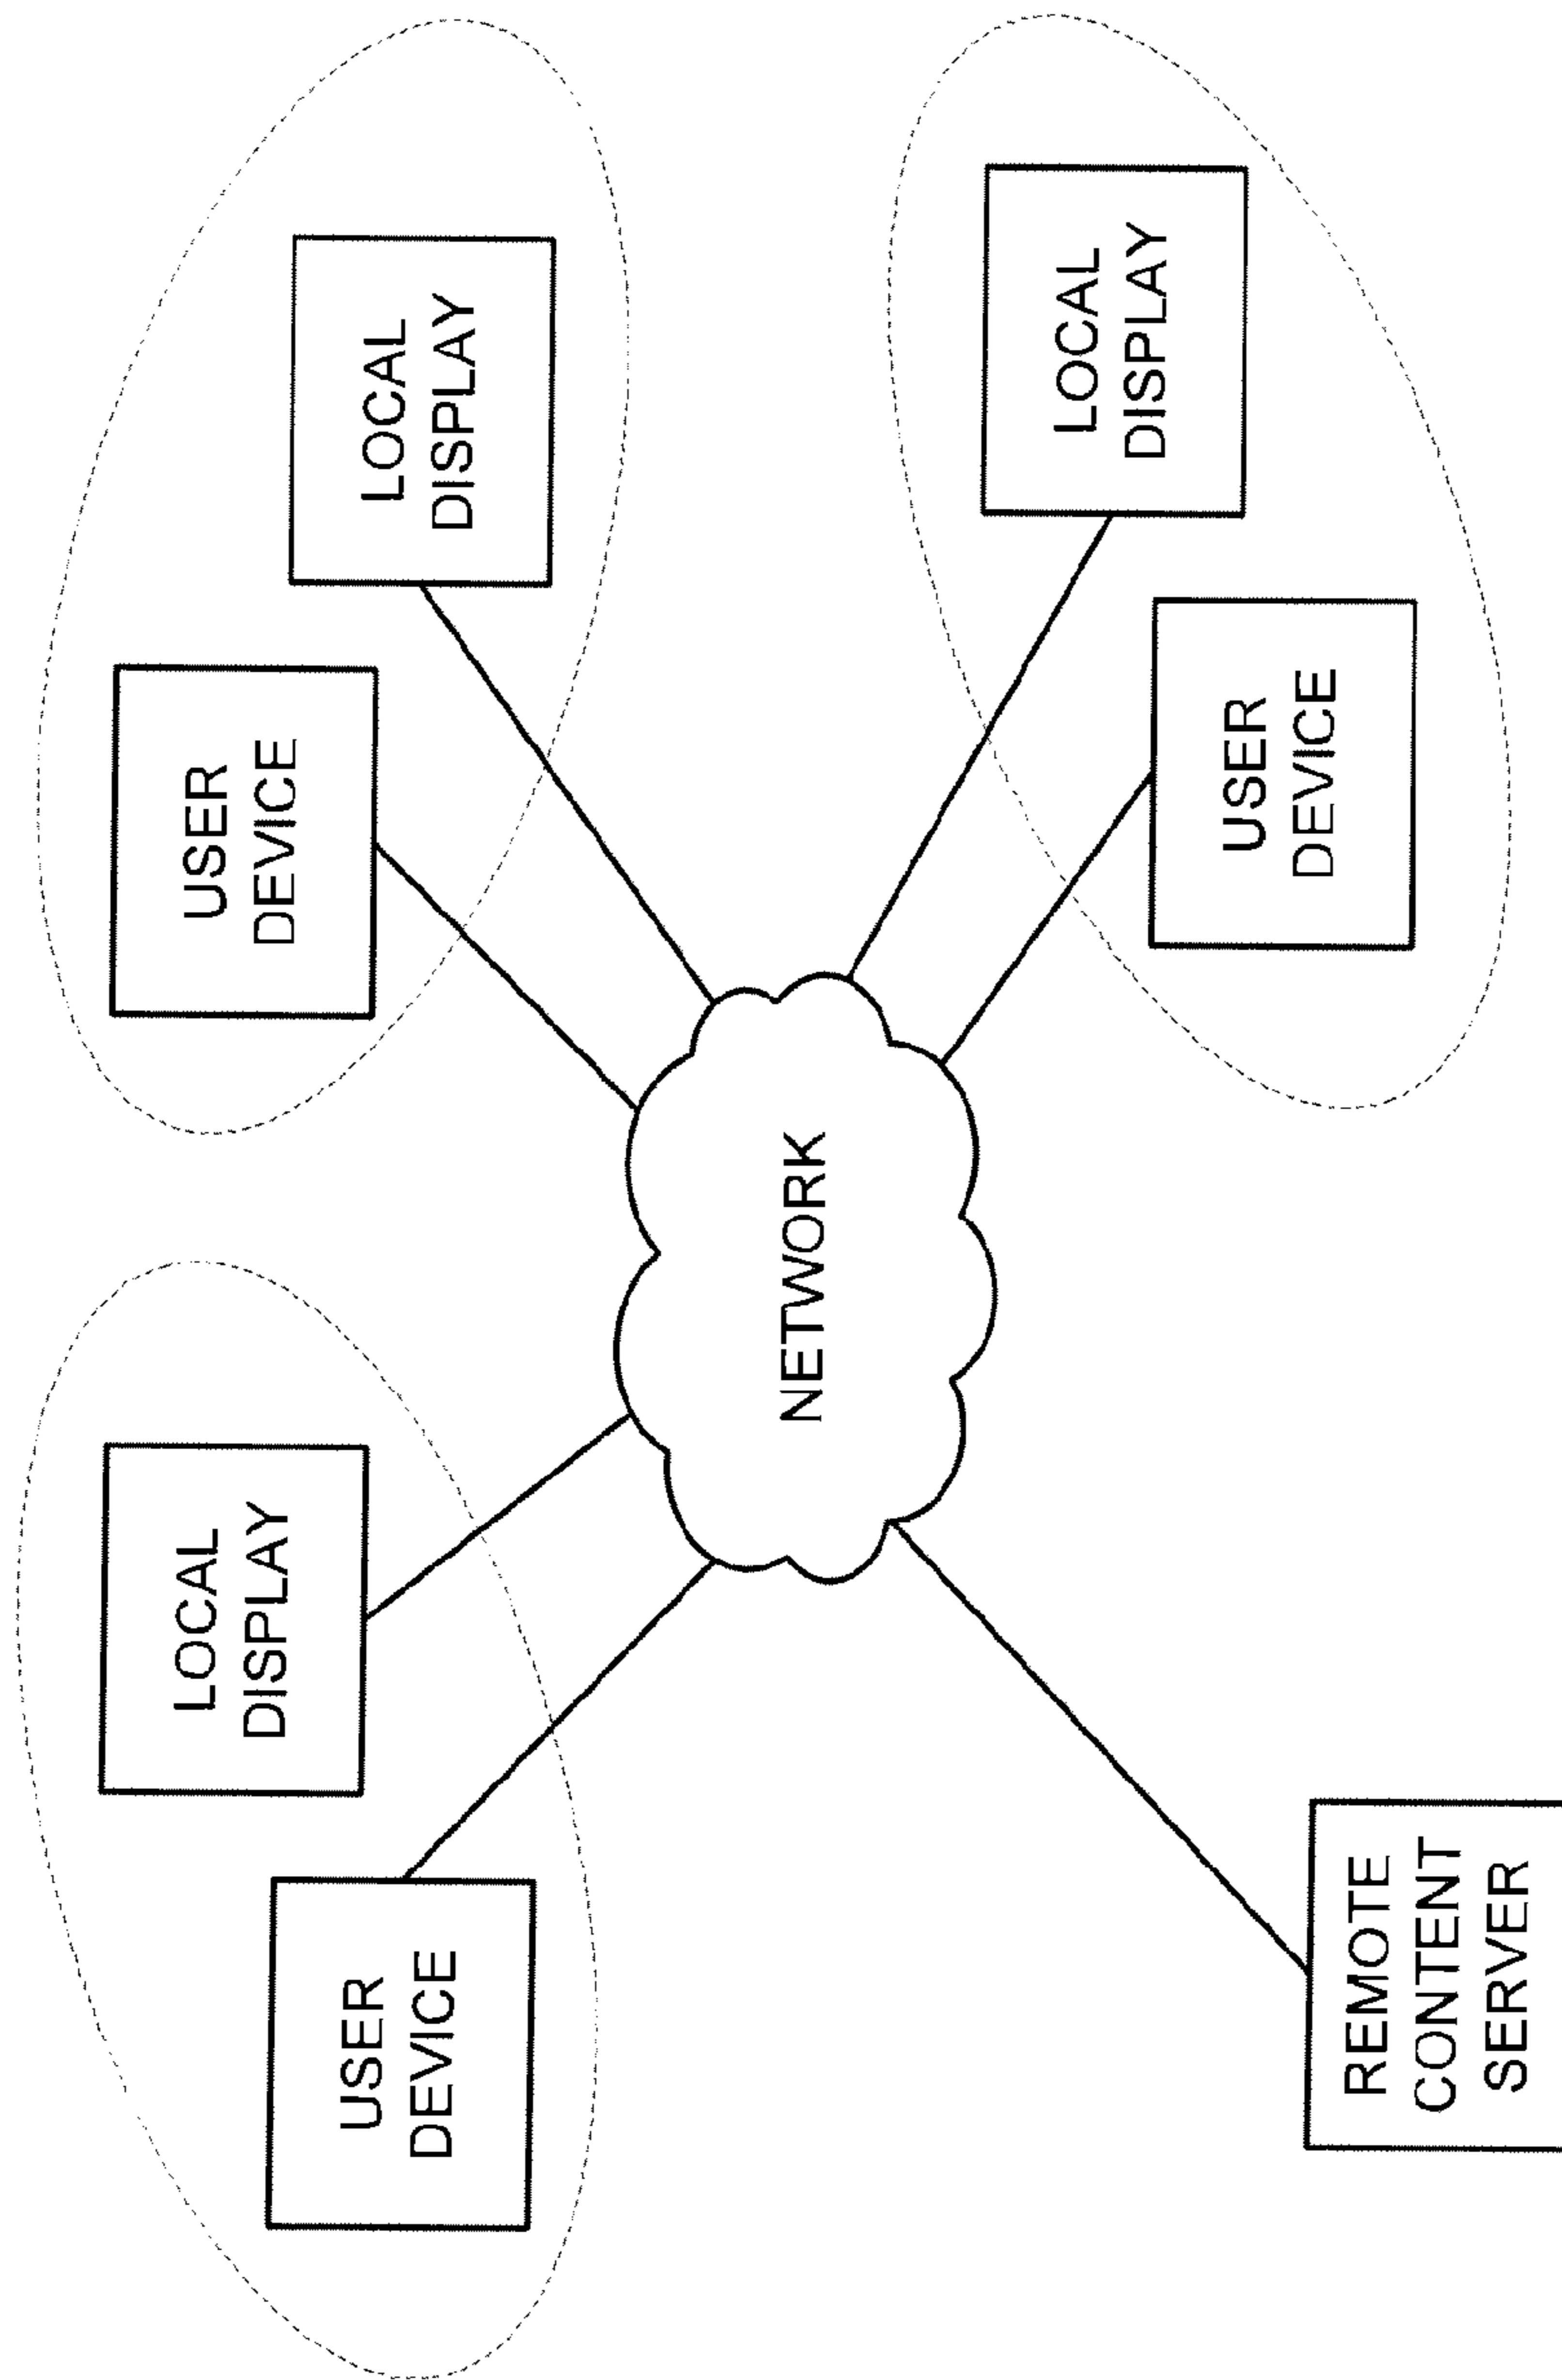 LOCAL
DISPLAY
USER
DEVICE
USER
DEVICE
LOCAL
DISPLAY
NETWORK
REMOTE
CONTENT
SERVER
USER
DEVICE
LOCAL
DISPLAY